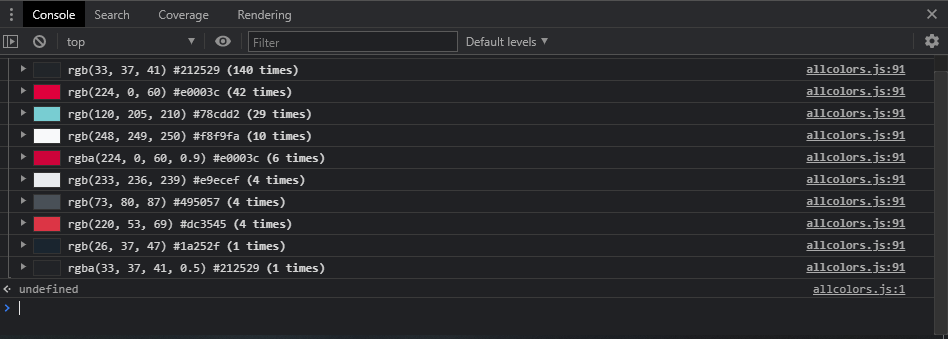 Console Search Coverage Rendering
top Filter Default levels
rgb(33, 37, 41) #212529 (140 times) allcolors.js:91
rgb(224, 0, 60) #e0003c (42 times) allcolors.js:91
rgb(120, 205, 210) #78cdd2 (29 times) allcolors.js:91
rgb(248, 249, 250) #f8f9fa (10 times) allcolors.js:91
rgba(224, 0, 60, 0.9) #e0003c (6 times) allcolors.js:91
rgb(233, 236, 239) #e9ecef (4 times) allcolors.js:91
rgb(73, 80, 87) #495057 (4 times) allcolors.js:91
rgb(220, 53, 69) #dc3545 (4 times) allcolors.js:91
rgb(26, 37, 47) #1a252f (1 times) allcolors.js:91
rgba(33, 37, 41, 0.5) #212529 (1 times) allcolors.js:91
undefined allcolors.js:1